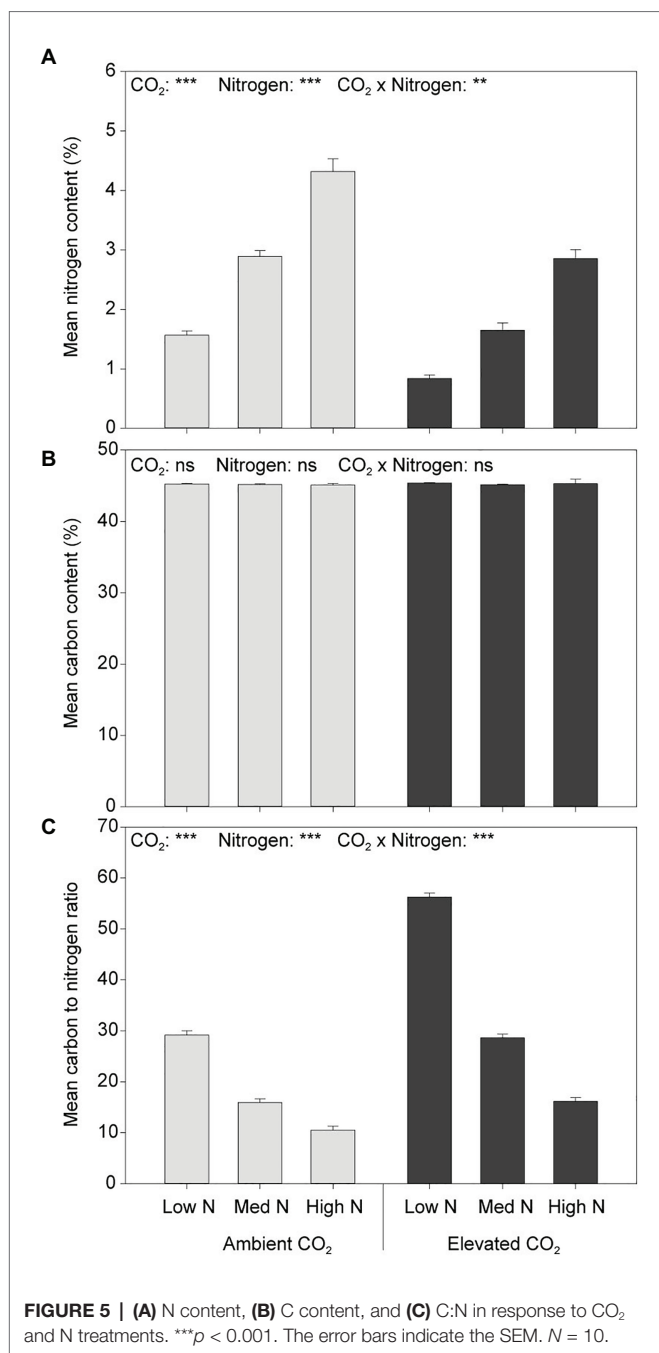 A
CO₂: *** Nitrogen: *** CO₂ x Nitrogen: **
Mean nitrogen content (%)
6
5
4
3
2
1
0
B
CO₂: ns Nitrogen: ns CO₂ x Nitrogen: ns
Mean carbon content (%)
50
40
30
20
10
0
C
CO₂: *** Nitrogen: *** CO₂ x Nitrogen: ***
Mean carbon to nitrogen ratio
70
60
50
40
30
20
10
0
Low N Med N High N Low N Med N High N
Ambient CO₂ Elevated CO₂
FIGURE 5 | (A) N content, (B) C content, and (C) C:N in response to CO₂
and N treatments. ***p < 0.001. The error bars indicate the SEM. N = 10.